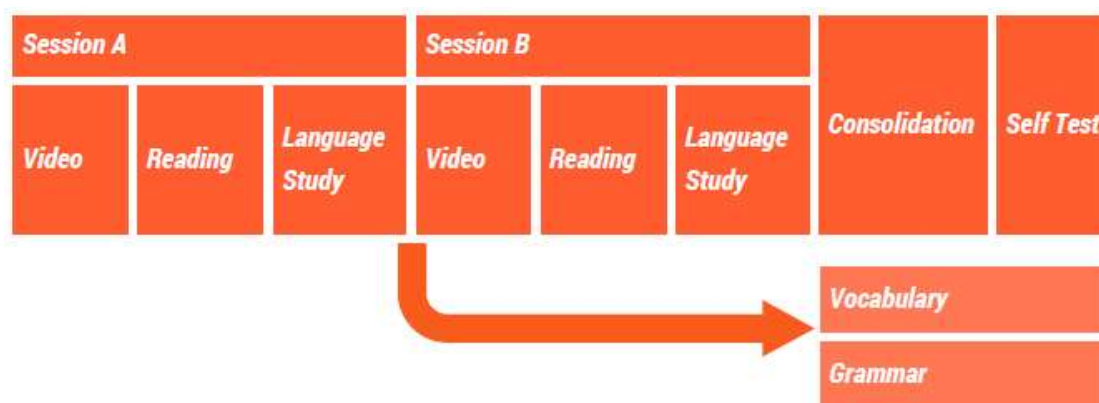 Session A
Session B
Consolidation
Self Test
Video
Reading
Language
Study
Video
Reading
Language
Study
Vocabulary
Grammar